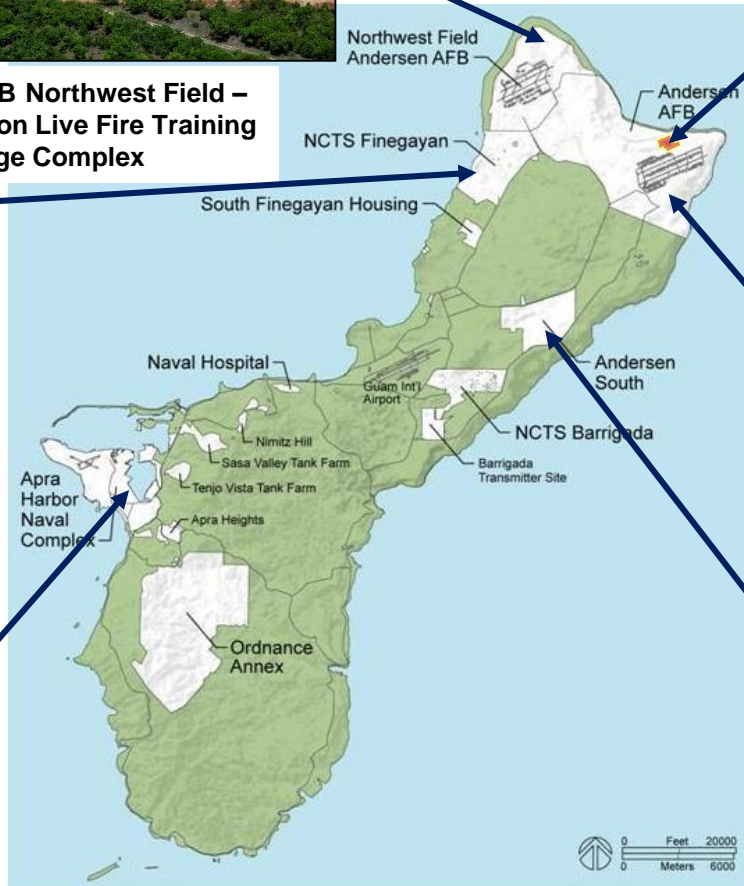 B Northwest Field –
on Live Fire Training
ge Complex
Northwest Field
Andersen AFB
Andersen
AFB
NCTS Finegayan
South Finegayan Housing
Naval Hospital
Guam Int'l
Airport
Andersen
South
Nimitz Hill
NCTS Barrigada
Sasa Valley Tank Farm
Barrigada
Transmitter Site
Tenjo Vista Tank Farm
Apra
Harbor
Naval
Complex
Apra Heights
Ordnance
Annex
0 Feet 20000
0 Meters 6000